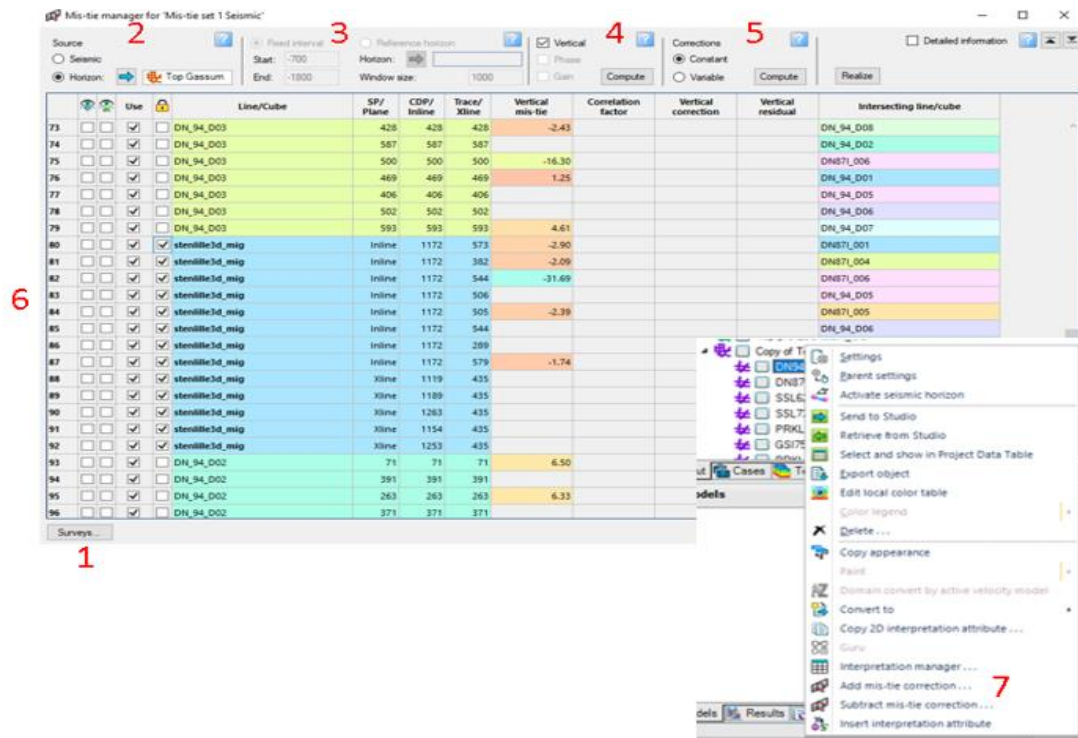 Mis-tie manager for 'Mis-tie set 1 Seismic'
2 3 4 5
Source Fixed interval Reference horizon Vertical Corrections Detailed information
Seismic Start: -700 Horizon: Phase Constant
Horizon: Top Gassum End: -1800 Window size: 1000 Gain Compute Variable Compute Realize
Use Line/Cube SP/Plane CDP/Inline Trace/Xline Vertical mis-tie Correlation factor Vertical correction Vertical residual Intersecting line/cube
73 DN_94_D03 428 428 428 -2.43 DN_94_D08
74 DN_94_D03 587 587 587 DN_94_D02
75 DN_94_D03 500 500 500 -16.30 DN87I_006
76 DN_94_D03 469 469 469 1.25 DN_94_D01
77 DN_94_D03 406 406 406 DN_94_D05
78 DN_94_D03 502 502 502 DN_94_D06
79 DN_94_D03 593 593 593 4.61 DN_94_D07
80 stenlille3d_mig Inline 1172 573 -2.90 DN87I_001
81 stenlille3d_mig Inline 1172 382 -2.09 DN87I_004
82 stenlille3d_mig Inline 1172 544 -31.69 DN87I_006
6
83 stenlille3d_mig Inline 1172 506 DN_94_D05
84 stenlille3d_mig Inline 1172 505 -2.39 DN87I_005
85 stenlille3d_mig Inline 1172 544 DN_94_D06
86 stenlille3d_mig Inline 1172 289
87 stenlille3d_mig Inline 1172 579 -1.74
88 stenlille3d_mig Xline 1119 435
89 stenlille3d_mig Xline 1189 435
90 stenlille3d_mig Xline 1263 435
91 stenlille3d_mig Xline 1154 435
92 stenlille3d_mig Xline 1253 435
93 DN_94_D02 71 71 71 6.50
94 DN_94_D02 391 391 391
95 DN_94_D02 263 263 263 6.33
96 DN_94_D02 371 371 371
Surveys...
1
Copy of T
DN94
DN87
SSL6
SSL7
PRKL
GSI75
ut Cases T
odels
dels Results
Settings
Parent settings
Activate seismic horizon
Send to Studio
Retrieve from Studio
Select and show in Project Data Table
Export object
Edit local color table
Color legend
Delete ...
Copy appearance
Paint
Domain convert by active velocity model
Convert to
Copy 2D interpretation attribute ...
Guru
Interpretation manager ...
Add mis-tie correction ... 7
Subtract mis-tie correction ...
Insert interpretation attribute